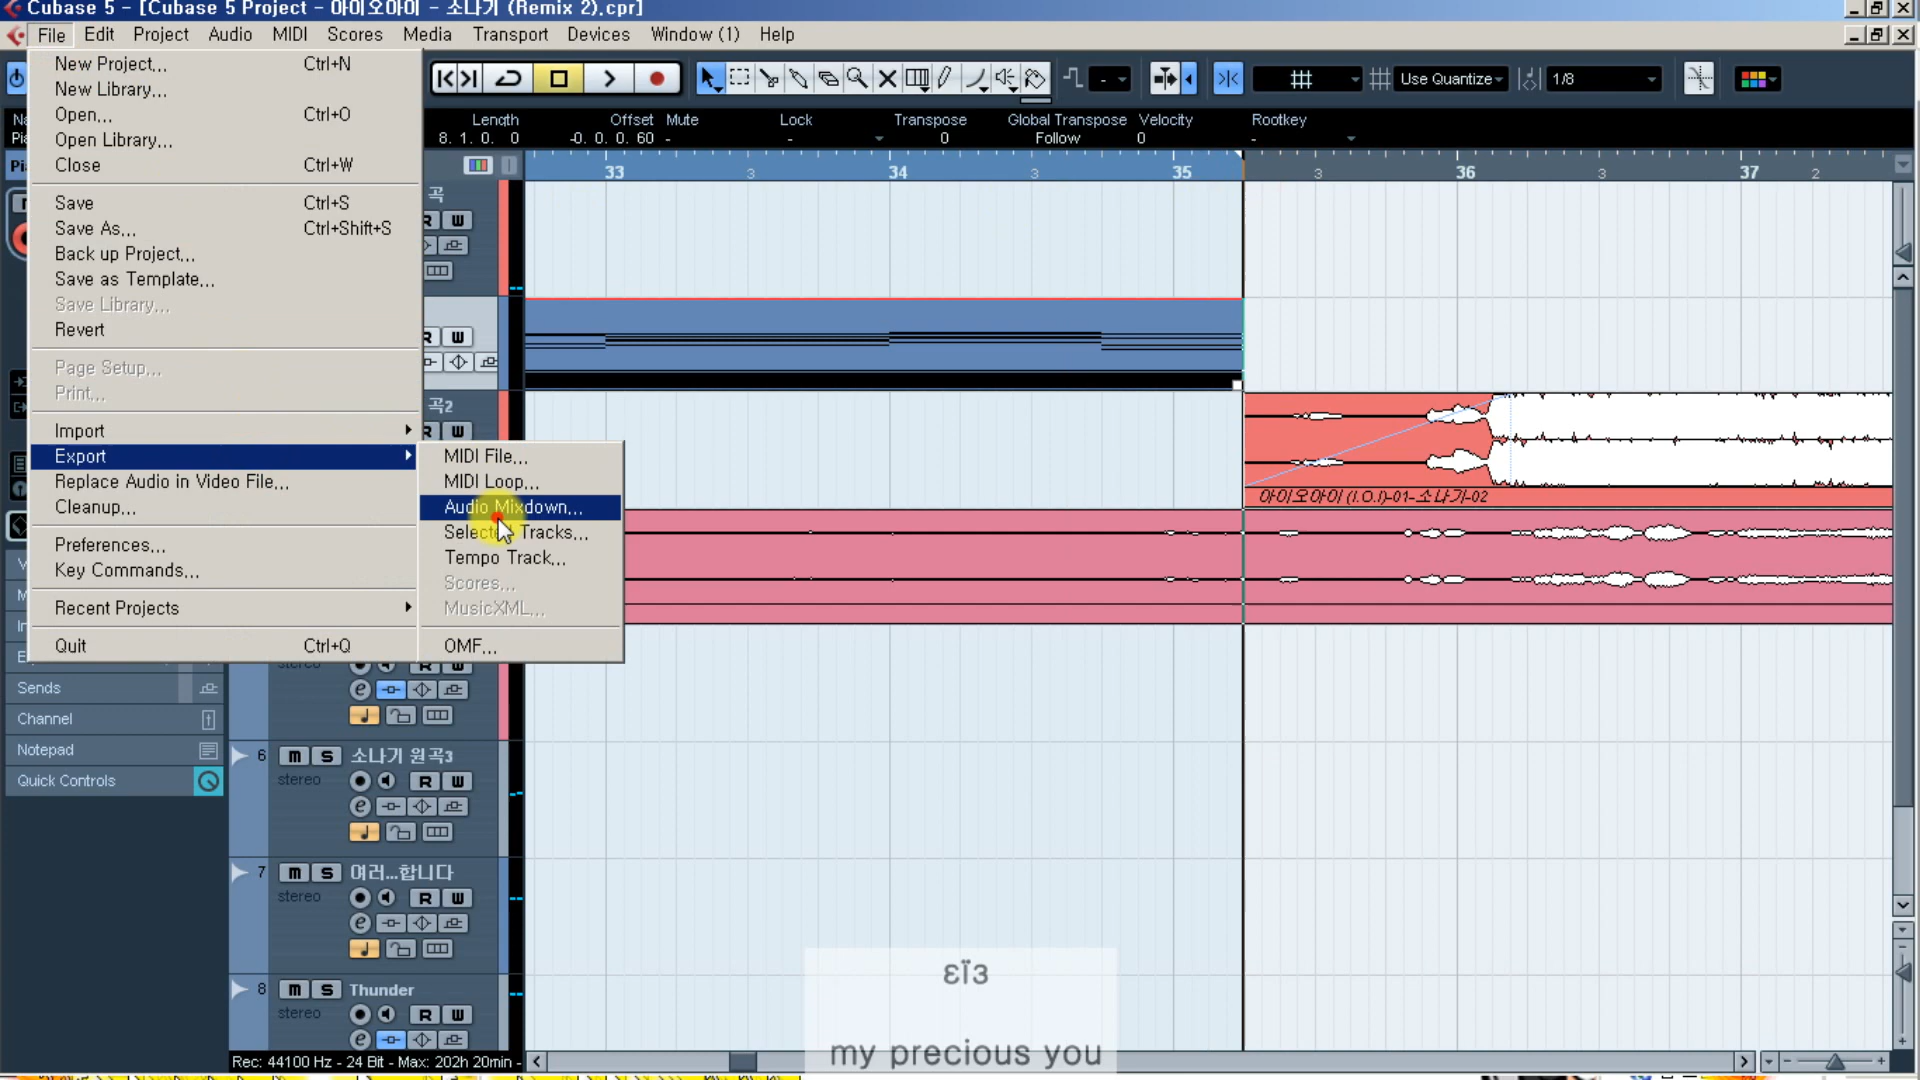 Cubase 5 - [Cubase 5 Project - 아이오아이 - 소나기 (Remix 2).cpr]
File Edit Project Audio MIDI Scores Media Transport Devices Window (1) Help
New Project... Ctrl+N
New Library...
Open... Ctrl+O
Open Library...
Close Ctrl+W
Save Ctrl+S
Save As... Ctrl+Shift+S
Back up Project...
Save as Template...
Save Library...
Revert
Page Setup...
Print...
Import
Export
Replace Audio in Video File...
Cleanup...
Preferences...
Key Commands...
Recent Projects
Quit Ctrl+Q
MIDI File...
MIDI Loop...
Audio Mixdown...
Selected Tracks...
Tempo Track...
Scores...
MusicXML...
OMF...
Use Quantize 1/8
Length Offset Mute Lock Transpose Global Transpose Velocity Rootkey
8. 1. 0. 0 -0. 0. 0. 60 - - 0 Follow 0 -
33 3 34 3 35 3 36 3 37 2
곡
R W
R W
곡2
R W
아이오아이 (I.O.I)-01-소나기-02
Sends
Channel
Notepad
Quick Controls
stereo R W
e
6 m S 소나기 원곡3
stereo R W
e
7 m S 여러...합니다
stereo R W
e
8 m S Thunder
stereo R W
e
Rec: 44100 Hz - 24 Bit - Max: 202h 20min
εïз
my precious you